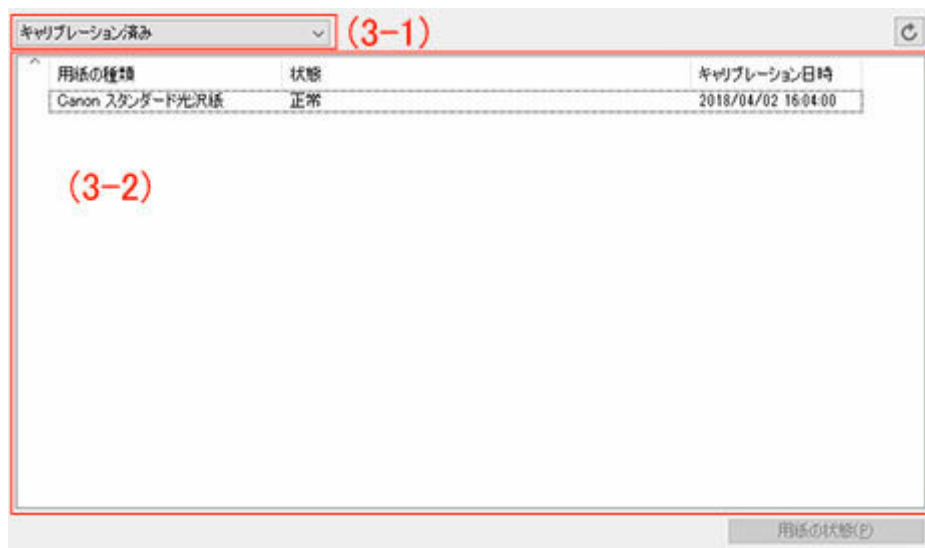 キャリブレーション済み (3-1)
用紙の種類 状態 キャリブレーション日時
Canon スタンダード光沢紙 正常 2018/04/02 16:04:00
(3-2)
用紙の状態(P)